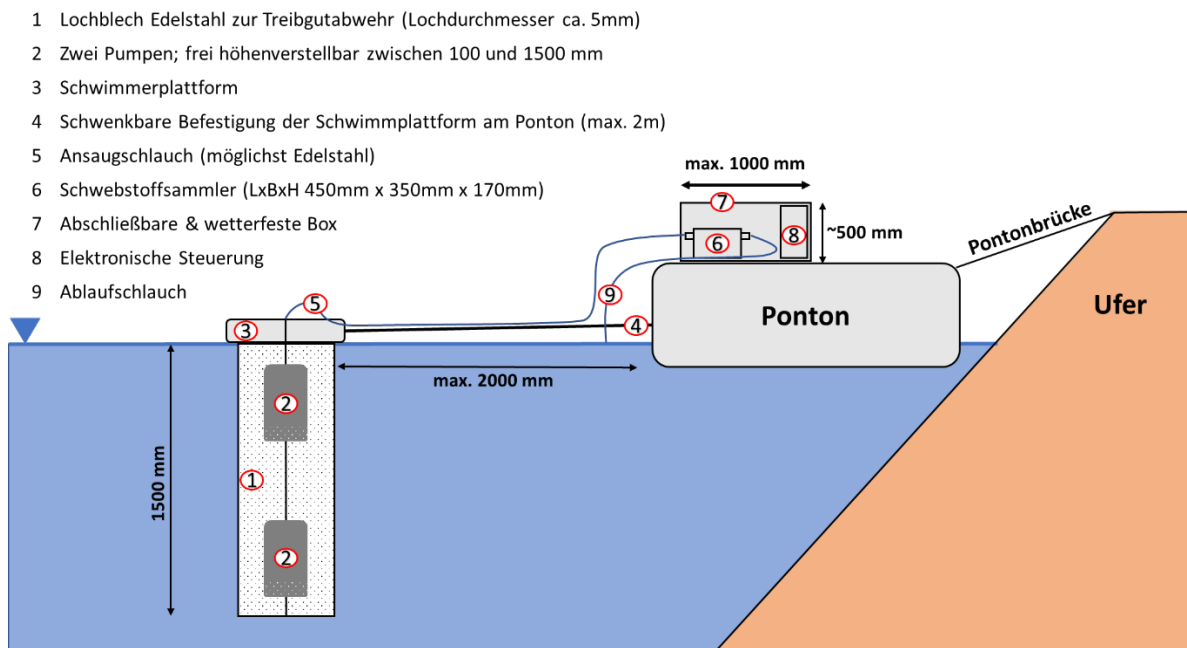 1 Lochblech Edelstahl zur Treibgutabwehr (Lochdurchmesser ca. 5mm)
2 Zwei Pumpen; frei höhenverstellbar zwischen 100 und 1500 mm
3 Schwimmerplattform
4 Schwenkbare Befestigung der Schwimmplattform am Ponton (max. 2m)
5 Ansaugschlauch (möglichst Edelstahl)
6 Schwebstoffsammler (LxBxH 450mm x 350mm x 170mm)
7 Abschließbare & wetterfeste Box
8 Elektronische Steuerung
9 Ablaufschlauch
max. 1000 mm
7
6
8
~500 mm
Pontonbrücke
5
9
3
4
Ponton
Ufer
max. 2000 mm
2
1
1500 mm
2